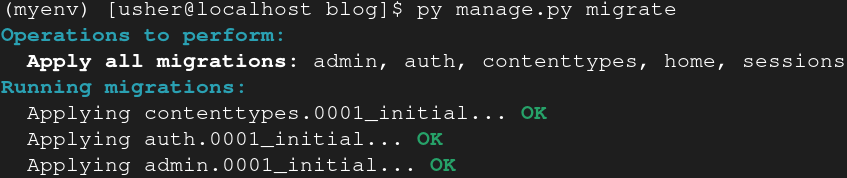 (myenv) [usher@localhost blog]$ py manage.py migrate
Operations to perform:
  Apply all migrations: admin, auth, contenttypes, home, sessions
Running migrations:
  Applying contenttypes.0001_initial... OK
  Applying auth.0001_initial... OK
  Applying admin.0001_initial... OK